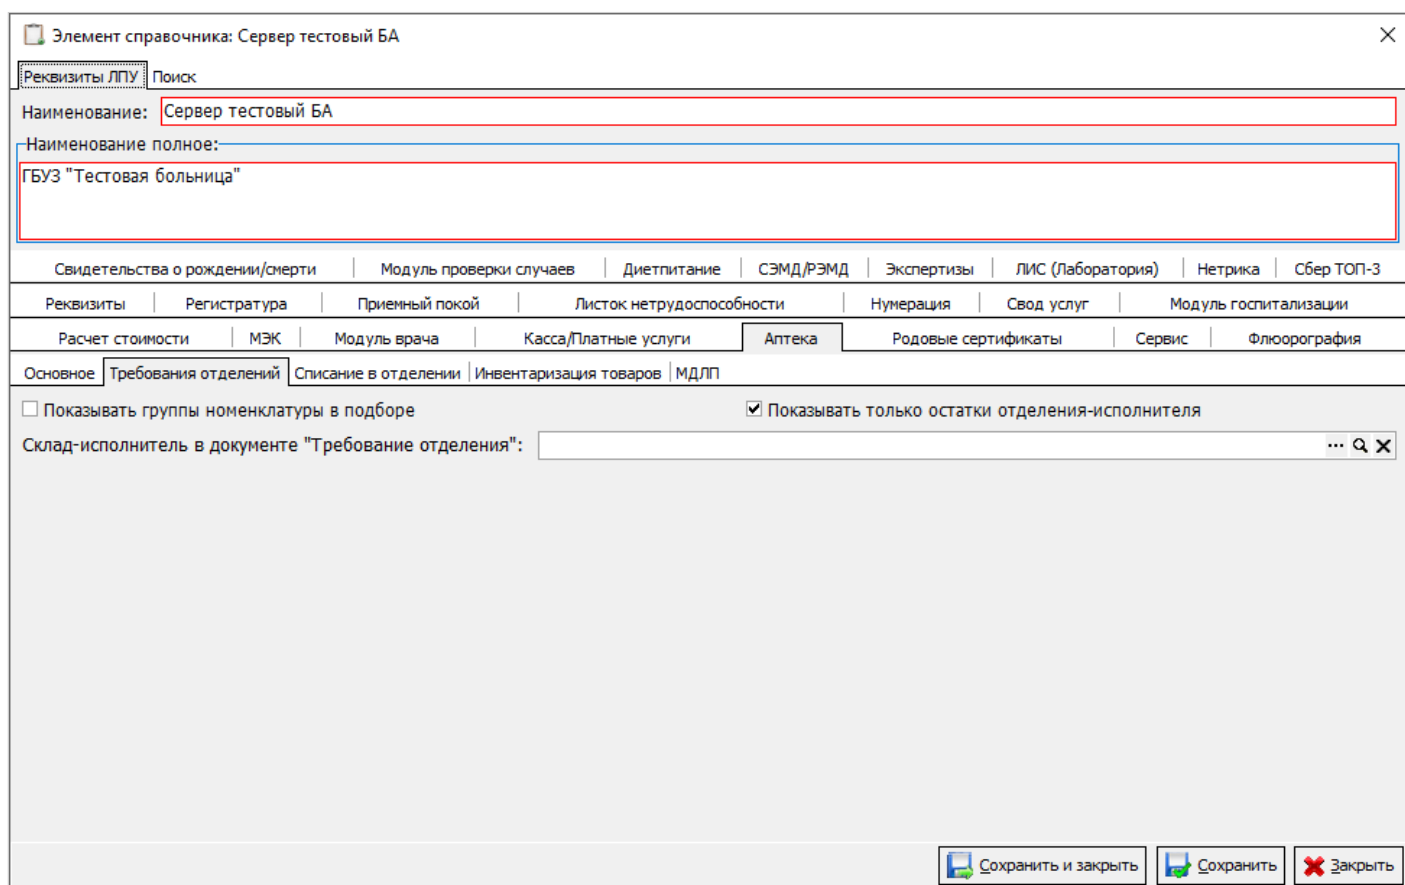 Элемент справочника: Сервер тестовый БА
Реквизиты ЛПУ Поиск
Наименование: Сервер тестовый БА
Наименование полное:
ГБУЗ "Тестовая больница"
Свидетельства о рождении/смерти Модуль проверки случаев Диетпитание СЭМД/РЭМД Экспертизы ЛИС (Лаборатория) Нетрика Сбер ТОП-3
Реквизиты Регистратура Приемный покой Листок нетрудоспособности Нумерация Свод услуг Модуль госпитализации
Расчет стоимости МЭК Модуль врача Касса/Платные услуги Аптека Родовые сертификаты Сервис Флюорография
Основное Требования отделений Списание в отделении Инвентаризация товаров МДЛП
Показывать группы номенклатуры в подборе Показывать только остатки отделения-исполнителя
Склад-исполнитель в документе "Требование отделения":
Сохранить и закрыть Сохранить Закрыть